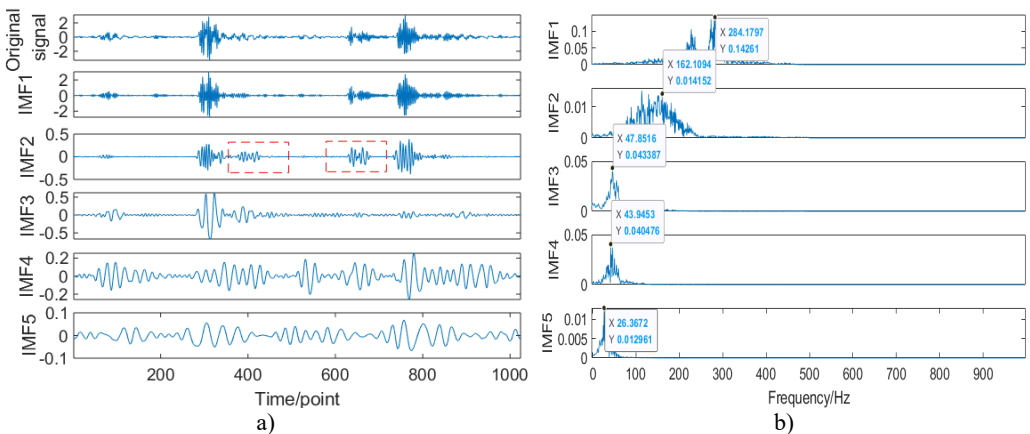 Original
signal
2
0
-2
IMF1
2
0
-2
IMF2
0.5
0
-0.5
IMF3
0.5
0
-0.5
IMF4
0.2
0
-0.2
IMF5
0.1
0
-0.1
200 400 600 800 1000
Time/point
a)
IMF1
0.1
0.05
0
X 284.1797
Y 0.14261
X 162.1094
Y 0.014152
IMF2
0.01
0
X 47.8516
Y 0.043387
IMF3
0.05
0
X 43.9453
Y 0.040476
IMF4
0.05
0
IMF5
0.01
0.005
0
X 26.3672
Y 0.012961
0 100 200 300 400 500 600 700 800 900
Frequency/Hz
b)